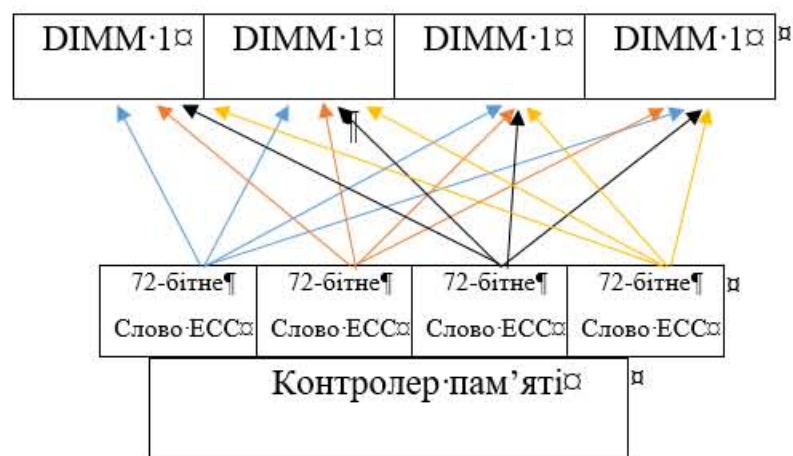 DIMM·1¤ DIMM·1¤ DIMM·1¤ DIMM·1¤ ¤
¶
72-бітне¶ 72-бітне¶ 72-бітне¶ 72-бітне¶ ¤
Слово·ECC¤ Слово·ECC¤ Слово·ECC¤ Слово·ECC¤
Контролер·пам’яті¤ ¤